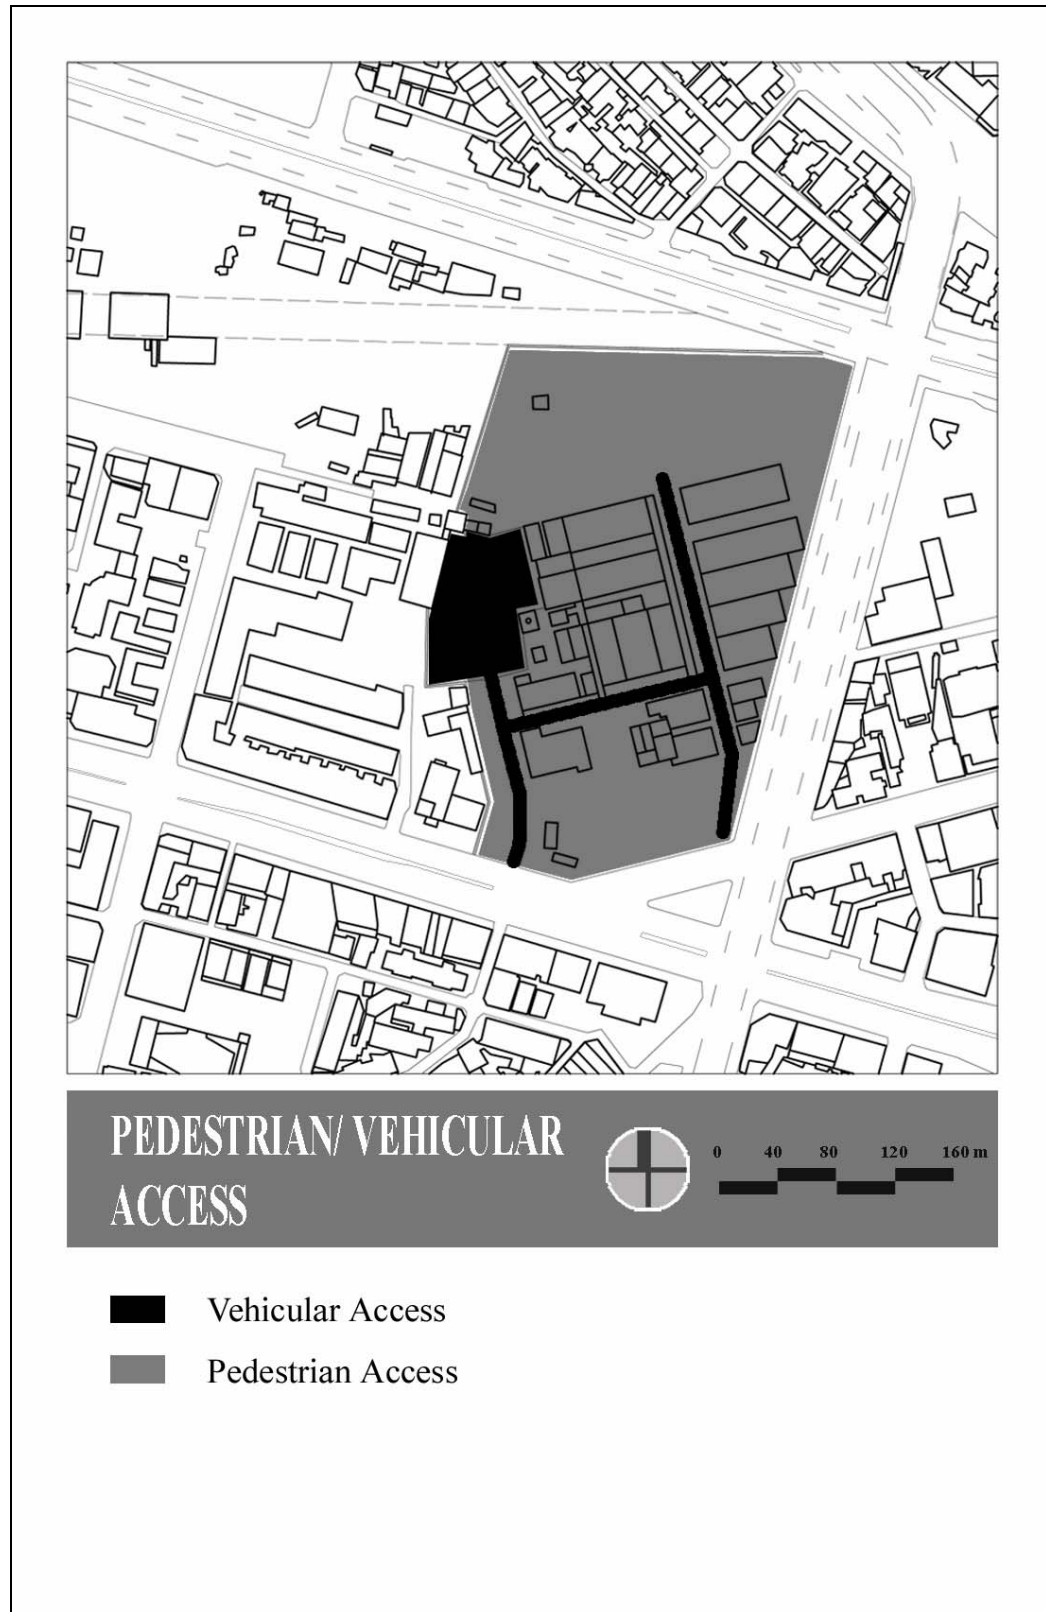 PEDESTRIAN/ VEHICULAR
ACCESS
0 40 80 120 160 m
Vehicular Access
Pedestrian Access